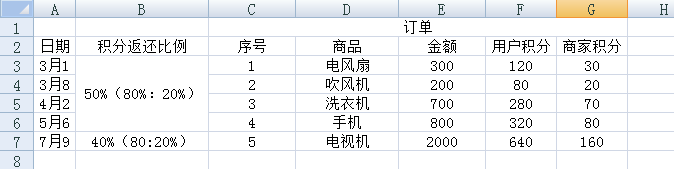 A B C D E F G H
1 订单
2 日期 积分返还比例 序号 商品 金额 用户积分 商家积分
3 3月1 50%（80%：20%） 1 电风扇 300 120 30
4 3月8 2 吹风机 200 80 20
5 4月2 3 洗衣机 700 280 70
6 5月6 4 手机 800 320 80
7 7月9 40%（80:20%） 5 电视机 2000 640 160
8